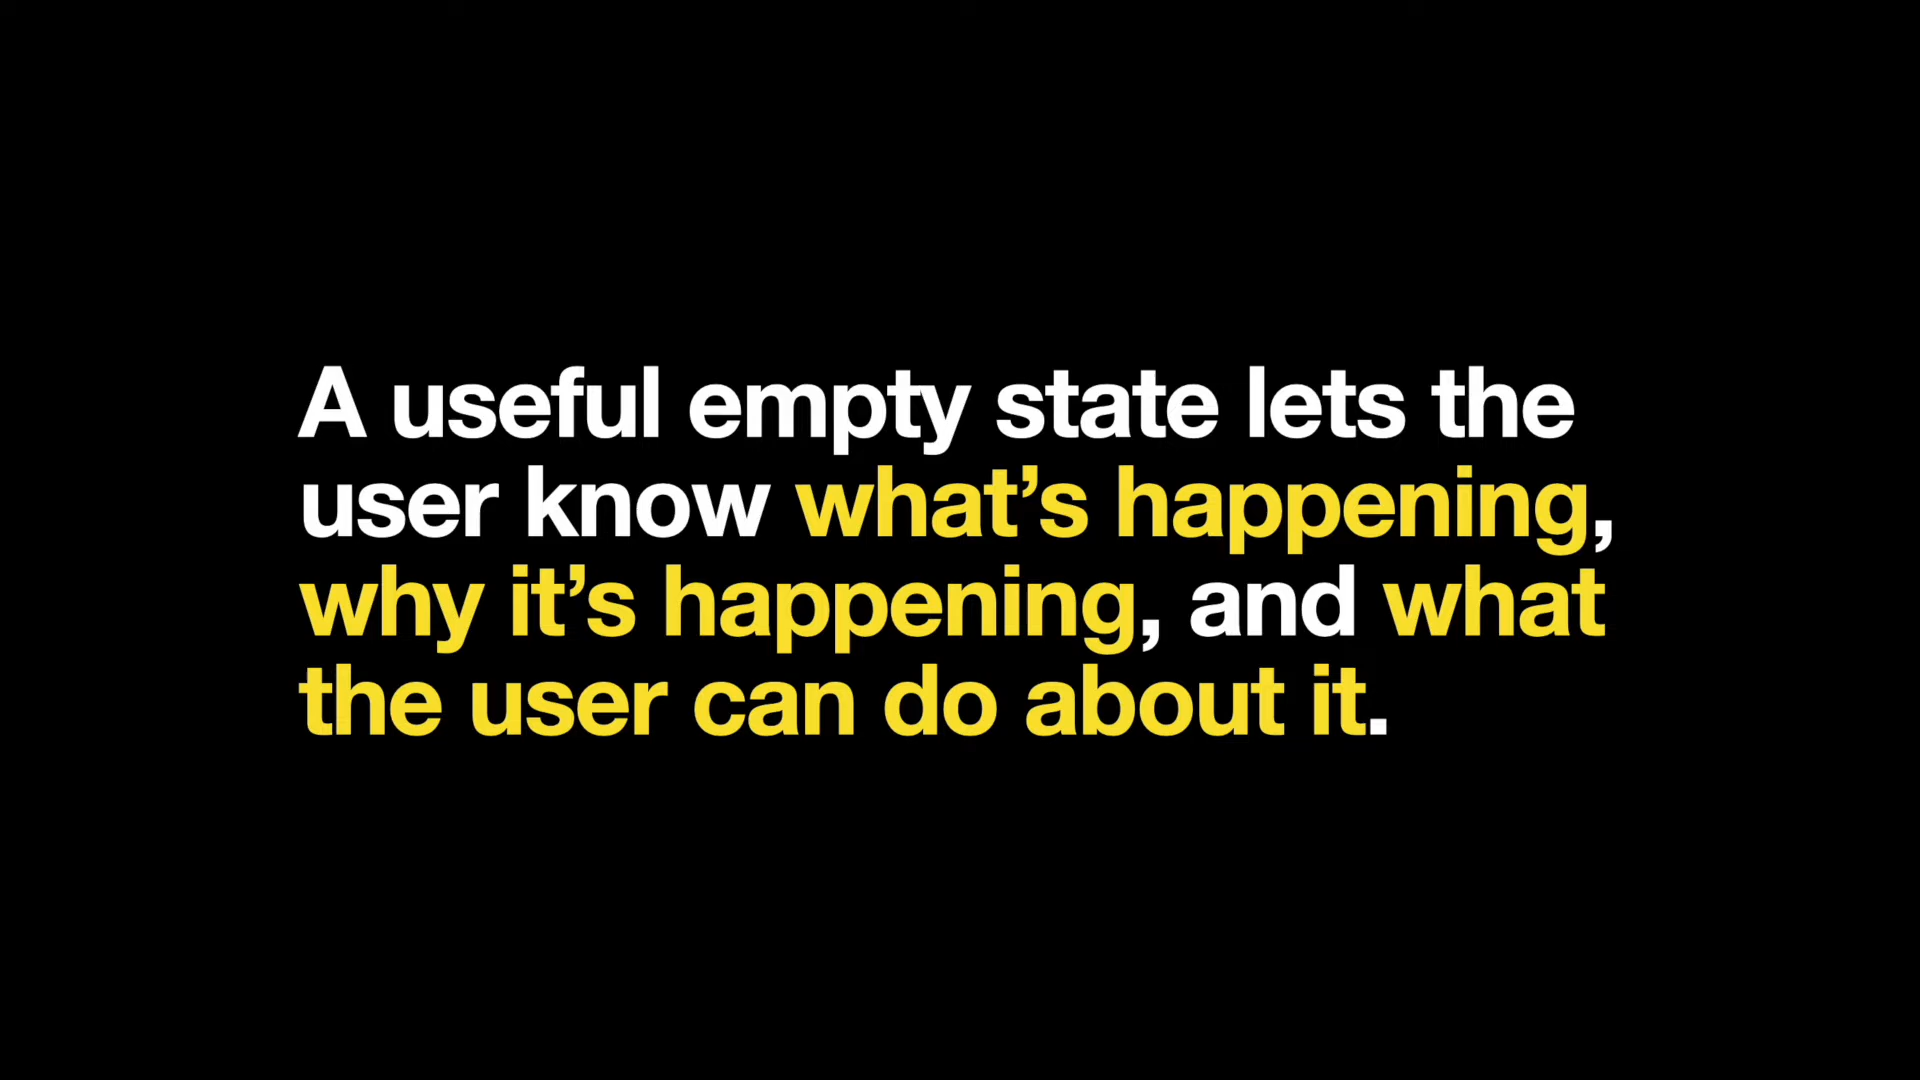 A useful empty state lets the
user know what’s happening,
why it’s happening, and what
the user can do about it.